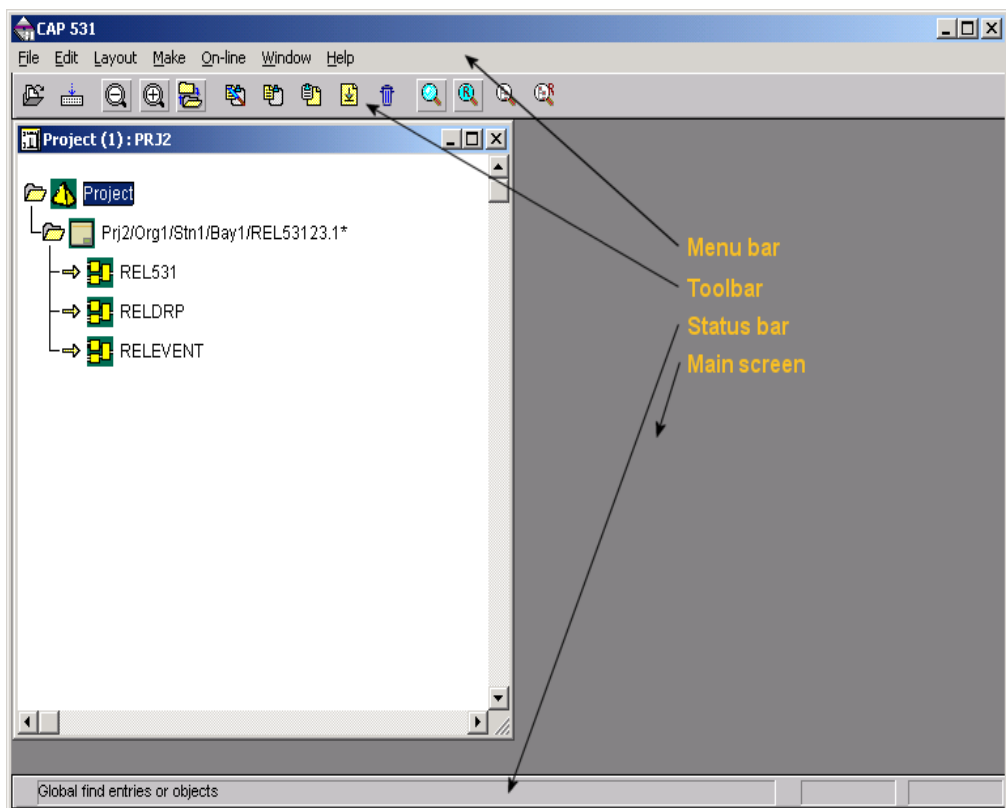 CAP 531
File Edit Layout Make On-line Window Help
Project (1) : PRJ2
Project
Prj2/Org1/Stn1/Bay1/REL53123.1*
REL531
RELDRP
RELEVENT
Menu bar
Toolbar
Status bar
Main screen
Global find entries or objects